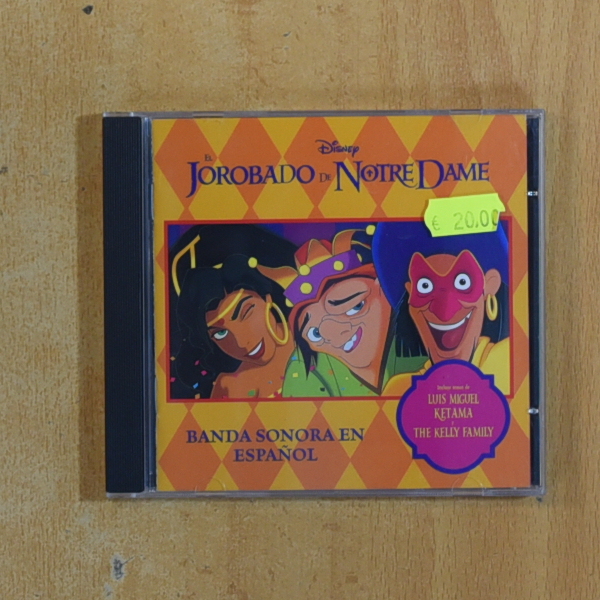 Disney
EL JOROBADO DE NOTRE DAME
€ 20,00
Incluye temas de
LUIS MIGUEL
KETAMA
y
THE KELLY FAMILY
BANDA SONORA EN
ESPAÑOL